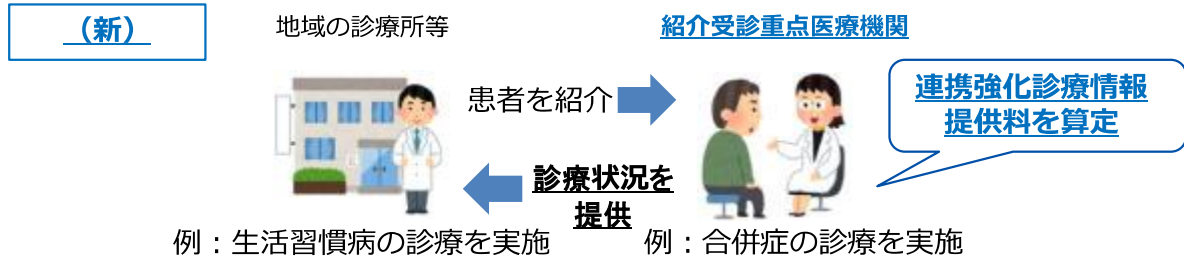 （新）
地域の診療所等
紹介受診重点医療機関
患者を紹介
連携強化診療情報
提供料を算定
診療状況を
提供
例：生活習慣病の診療を実施
例：合併症の診療を実施